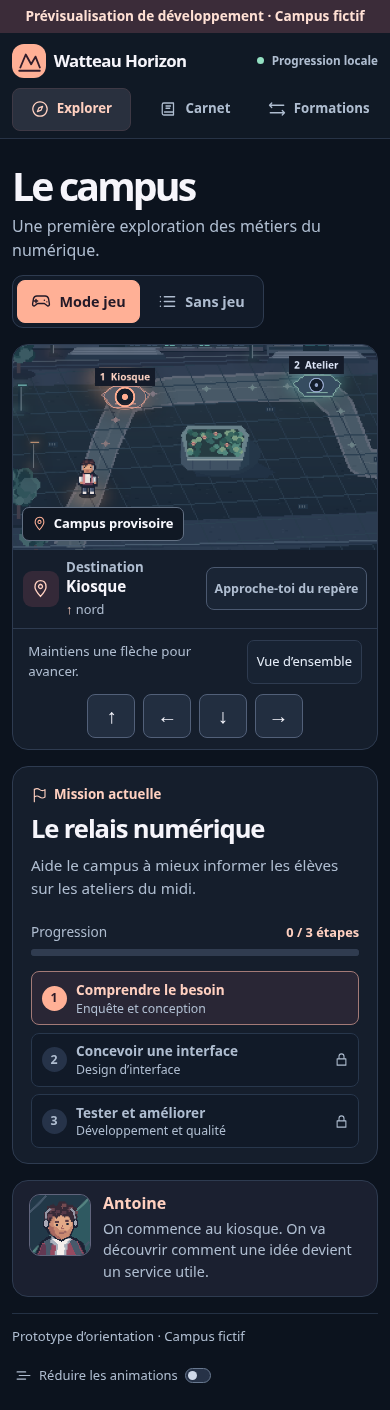 Prévisualisation de développement · Campus fictif
Watteau Horizon
Progression locale
Explorer
Carnet
Formations
Le campus
Une première exploration des métiers du
numérique.
Mode jeu
Sans jeu
1 Kiosque
2 Atelier
Campus provisoire
Destination
Kiosque
↑ nord
Approche-toi du repère
Maintiens une flèche pour
avancer.
Vue d’ensemble
↑
←
↓
→
Mission actuelle
Le relais numérique
Aide le campus à mieux informer les élèves
sur les ateliers du midi.
Progression
0 / 3 étapes
1
Comprendre le besoin
Enquête et conception
2
Concevoir une interface
Design d’interface
3
Tester et améliorer
Développement et qualité
Antoine
On commence au kiosque. On va
découvrir comment une idée devient
un service utile.
Prototype d’orientation · Campus fictif
Réduire les animations